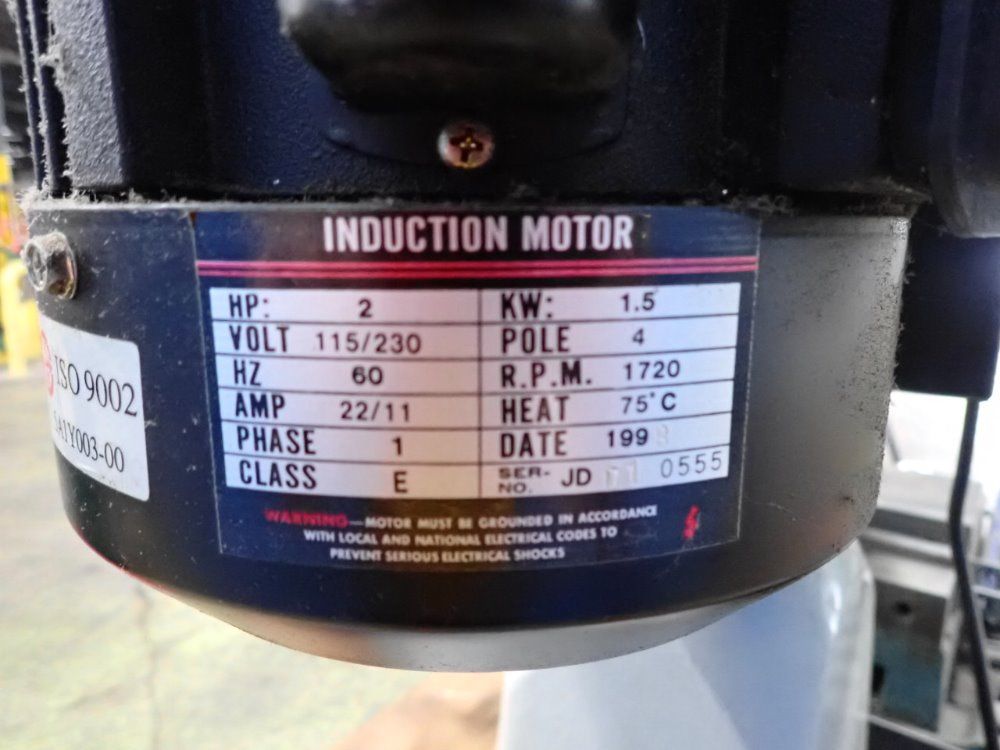 INDUCTION MOTOR
HP: 2 KW: 1.5
VOLT 115/230 POLE 4
HZ 60 R.P.M. 1720
AMP 22/11 HEAT 75°C
PHASE 1 DATE 199
CLASS E SER-NO. JD 0555
WARNING—MOTOR MUST BE GROUNDED IN ACCORDANCE
WITH LOCAL AND NATIONAL ELECTRICAL CODES TO
PREVENT SERIOUS ELECTRICAL SHOCKS
ISO 9002